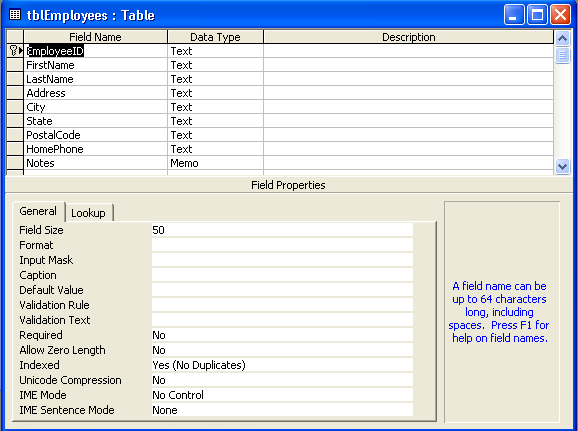 tblEmployees : Table
Field Name Data Type Description
EmployeeID Text
FirstName Text
LastName Text
Address Text
City Text
State Text
PostalCode Text
HomePhone Text
Notes Memo
Field Properties
General Lookup
Field Size 50
Format
Input Mask
Caption
Default Value
Validation Rule
Validation Text
Required No
Allow Zero Length No
Indexed Yes (No Duplicates)
Unicode Compression No
IME Mode No Control
IME Sentence Mode None
A field name can be
up to 64 characters
long, including
spaces. Press F1 for
help on field names.